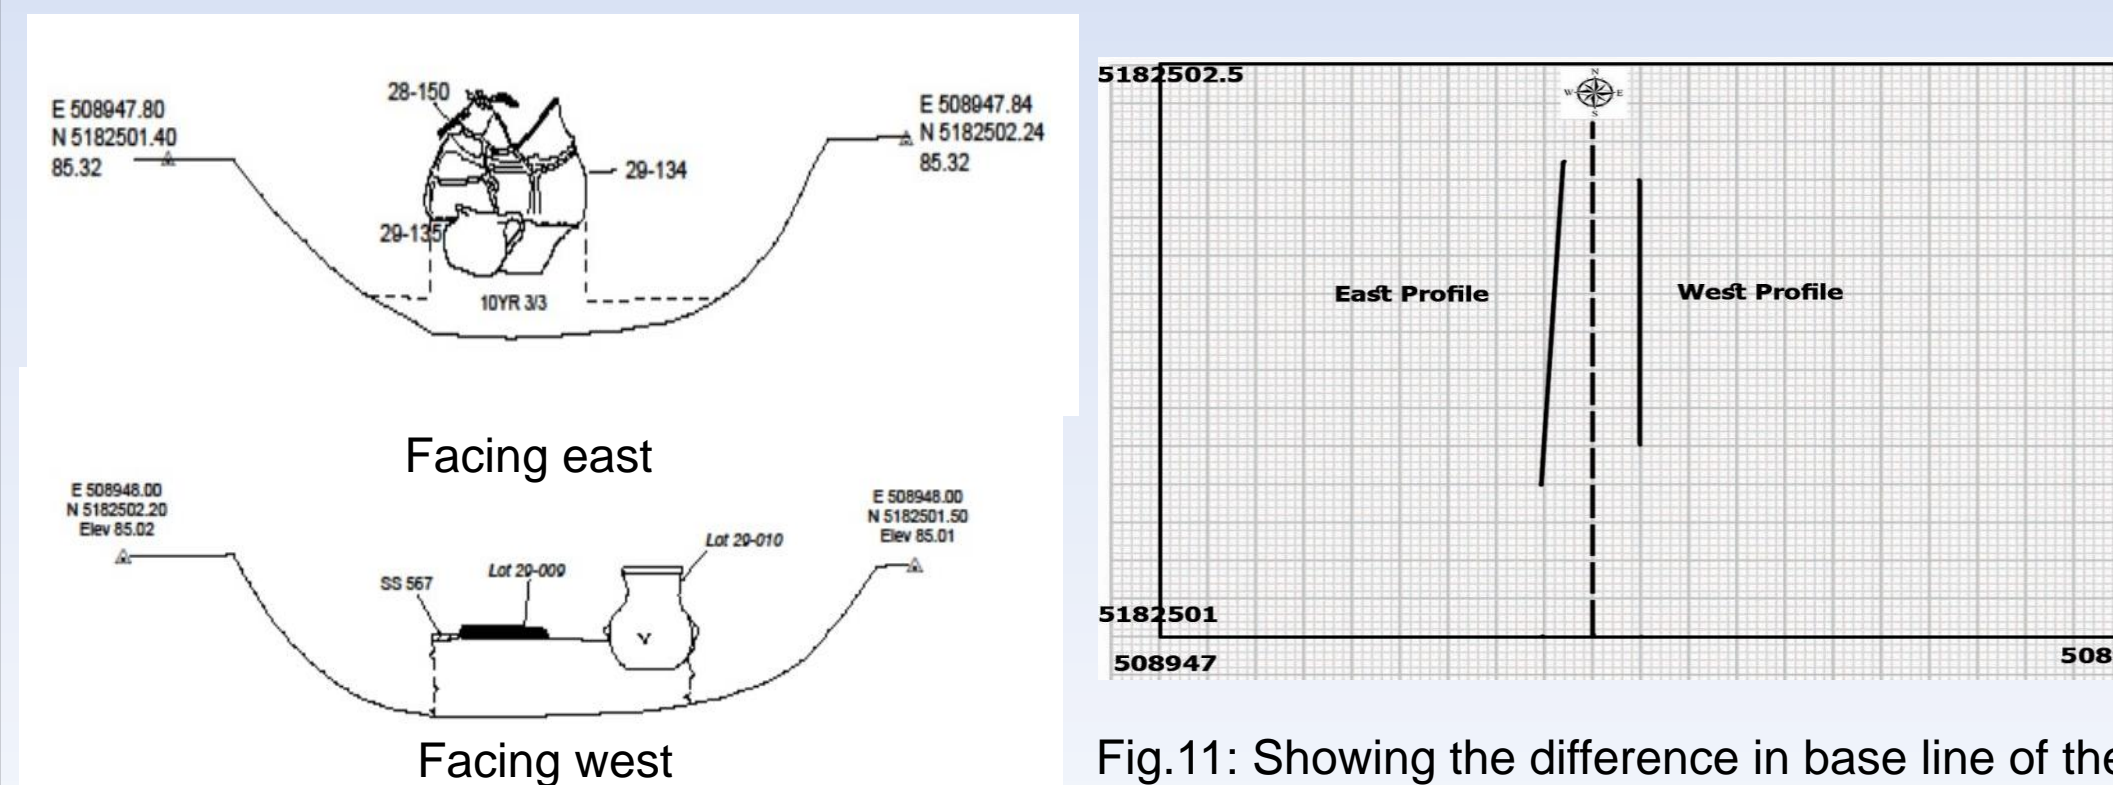 28-150
E 508947.80
N 5182501.40
85.32
E 508947.84
N 5182502.24
85.32
29-134
29-135
10YR 3/3
Facing east
E 508948.00
N 5182502.20
Elev 85.02
E 508948.00
N 5182501.50
Elev 85.01
Lot 29-010
Lot 29-009
SS 567
Facing west
5182502.5
N
W E
S
East Profile
West Profile
5182501
508947
508
Fig.11: Showing the difference in base line of the